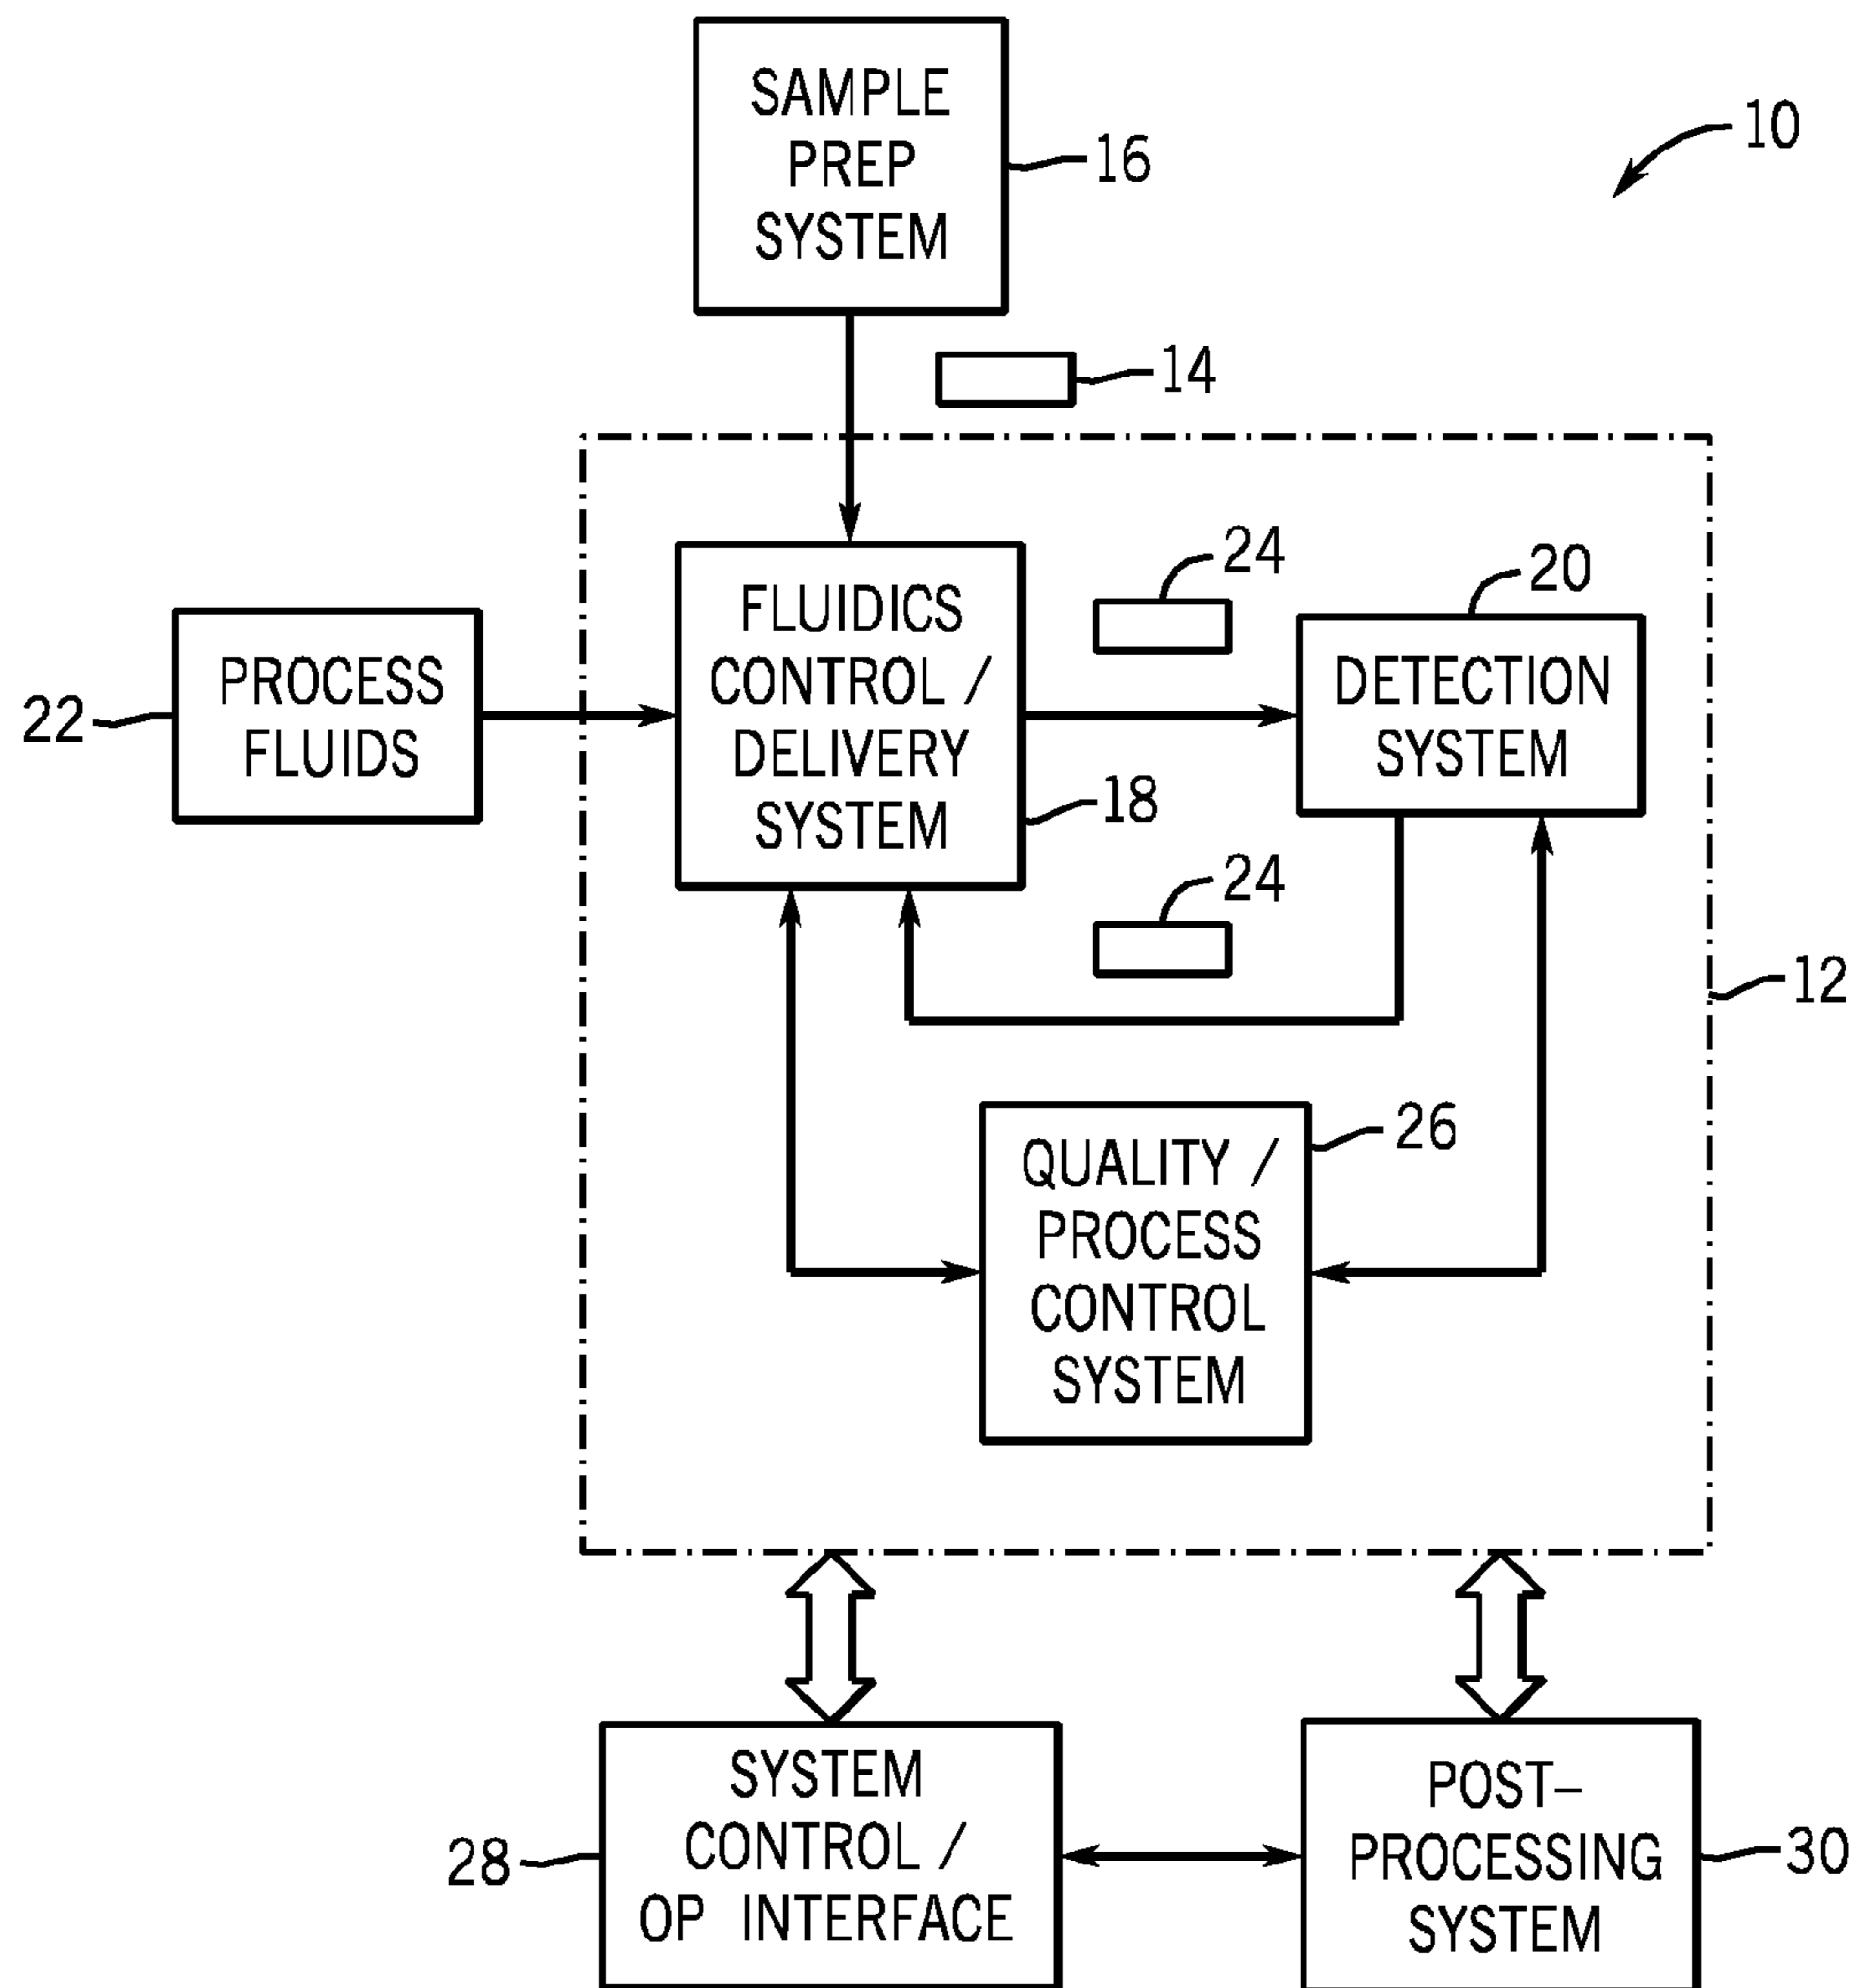 SAMPLE
PREP
SYSTEM
16
10
14
24
20
FLUIDICS
CONTROL /
DELIVERY
SYSTEM
18
DETECTION
SYSTEM
PROCESS
FLUIDS
22
24
12
26
QUALITY /
PROCESS
CONTROL
SYSTEM
SYSTEM
CONTROL /
OP INTERFACE
28
POST-
PROCESSING
SYSTEM
30